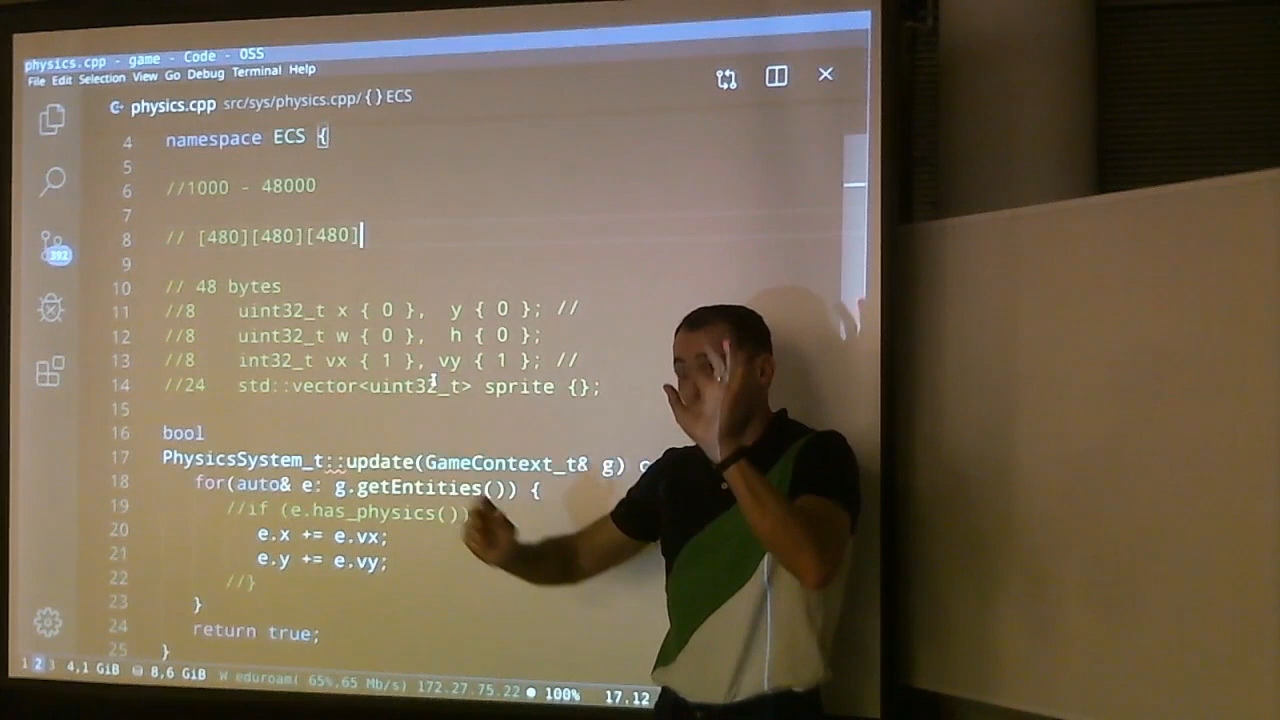 physics.cpp - game - Code - OSS
File Edit Selection View Go Debug Terminal Help
physics.cpp src/sys/physics.cpp/ {} ECS
4 namespace ECS {
5
6 //1000 - 48000
7
8 // [480][480][480]
392
9
10 // 48 bytes
11 //8 uint32_t x { 0 }, y { 0 }; //
12 //8 uint32_t w { 0 }, h { 0 };
13 //8 int32_t vx { 1 }, vy { 1 }; //
14 //24 std::vector<uint32_t> sprite {};
15
16 bool
17 PhysicsSystem_t::update(GameContext_t& g) c
18 for(auto& e: g.getEntities()) {
19 //if (e.has_physics())
20 e.x += e.vx;
21 e.y += e.vy;
22 //}
23 }
24 return true;
25 }
1 2 3 4,1 GiB 8,6 GiB W eduroam( 65%,65 Mb/s) 172.27.75.22 100% 17.12